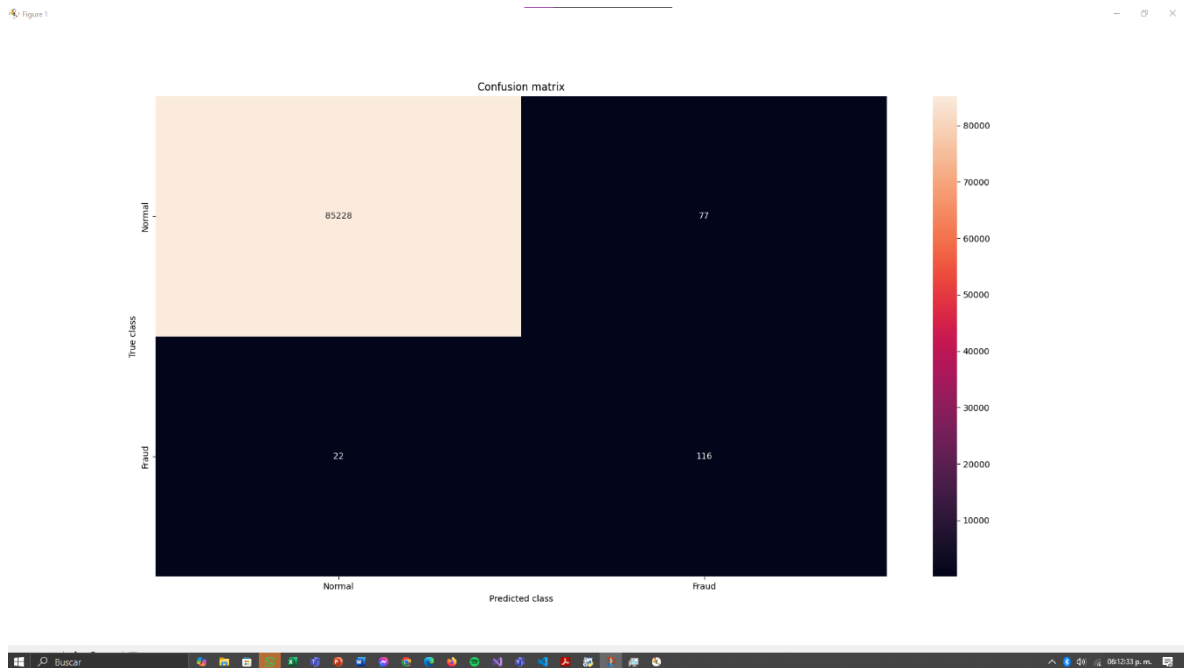 Figure 1
Confusion matrix
Normal
85228
77
True class
Fraud
22
116
Normal
Fraud
Predicted class
80000
70000
60000
50000
40000
30000
20000
10000
Buscar
06:12:33 p. m.